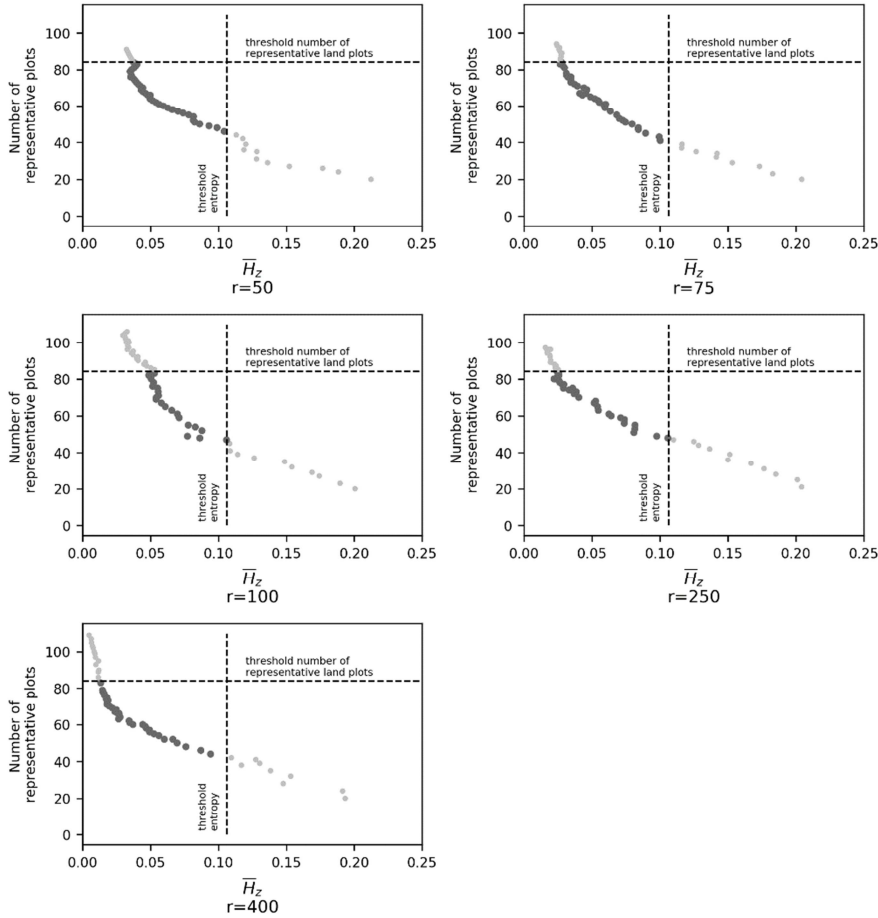 100
80
60
40
20
0
Number of
representative plots
threshold number of
representative land plots
threshold
entropy
0.00 0.05 0.10 0.15 0.20 0.25
H̅z
r=50
100
80
60
40
20
0
Number of
representative plots
threshold number of
representative land plots
threshold
entropy
0.00 0.05 0.10 0.15 0.20 0.25
H̅z
r=75
100
80
60
40
20
0
Number of
representative plots
threshold number of
representative land plots
threshold
entropy
0.00 0.05 0.10 0.15 0.20 0.25
H̅z
r=100
100
80
60
40
20
0
Number of
representative plots
threshold number of
representative land plots
threshold
entropy
0.00 0.05 0.10 0.15 0.20 0.25
H̅z
r=250
100
80
60
40
20
0
Number of
representative plots
threshold number of
representative land plots
threshold
entropy
0.00 0.05 0.10 0.15 0.20 0.25
H̅z
r=400